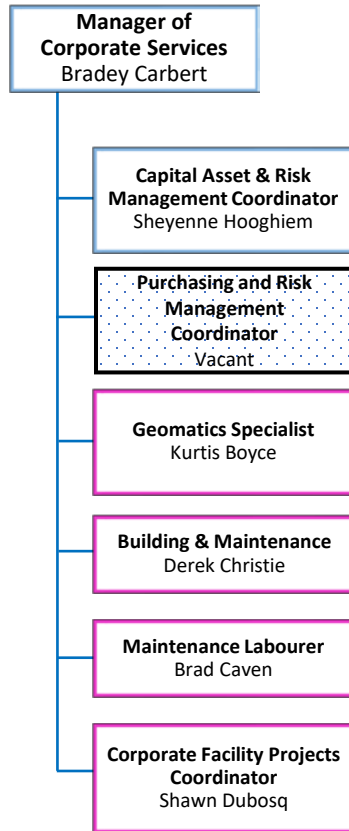 Manager of
Corporate Services
Bradey Carbert
Capital Asset & Risk
Management Coordinator
Sheyenne Hooghiem
Purchasing and Risk
Management
Coordinator
Vacant
Geomatics Specialist
Kurtis Boyce
Building & Maintenance
Derek Christie
Maintenance Labourer
Brad Caven
Corporate Facility Projects
Coordinator
Shawn Dubosq